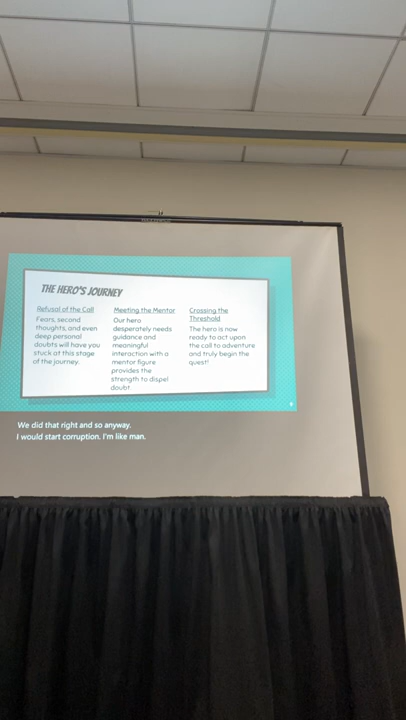 THE HERO'S JOURNEY
Refusal of the Call
Fears, second
thoughts, and even
deep personal
doubts will have you
stuck at this stage
of the journey.
Meeting the Mentor
Our hero
desperately needs
guidance and
meaningful
interaction with a
mentor figure
provides the
strength to dispel
doubt.
Crossing the
Threshold
The hero is now
ready to act upon
the call to adventure
and truly begin the
quest!
We did that right and so anyway.
I would start corruption. I'm like man.